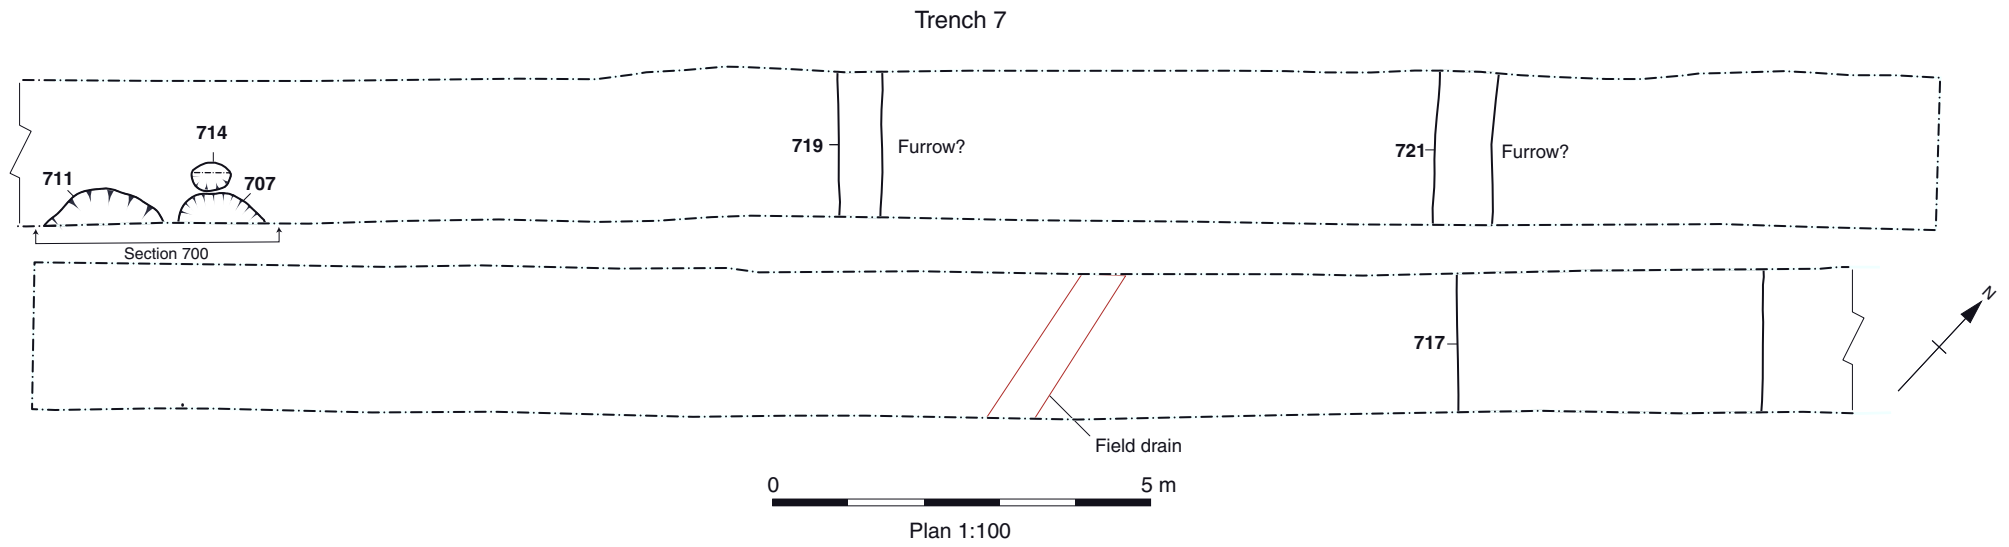 Trench 7
714
711
707
719
Furrow?
721
Furrow?
Section 700
717
N
Field drain
0
5 m
Plan 1:100